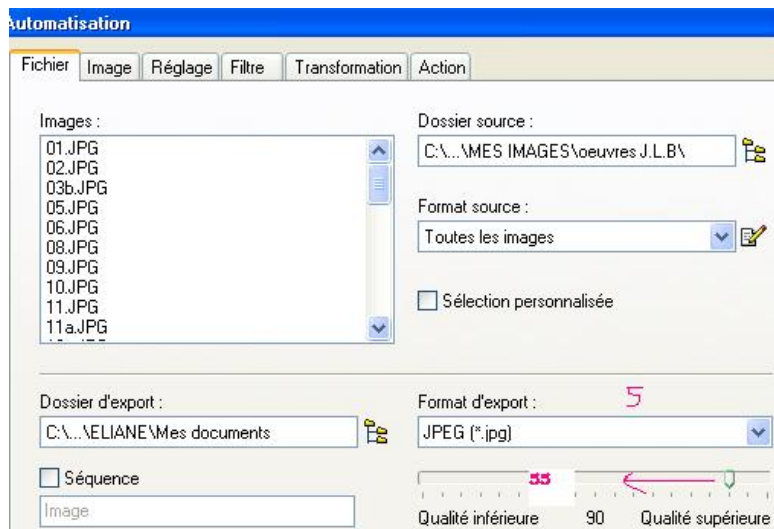 Automatisation
Fichier Image Réglage Filtre Transformation Action
Images :
01.JPG
02.JPG
03b.JPG
05.JPG
06.JPG
08.JPG
09.JPG
10.JPG
11.JPG
11a.JPG
Dossier source :
C:\...\MES IMAGES\oeuvres J.L.B\
Format source :
Toutes les images
Sélection personnalisée
Dossier d'export :
C:\...\ELIANE\Mes documents
Séquence
Image
Format d'export : 5
JPEG (*.jpg)
55
Qualité inférieure 90 Qualité supérieure